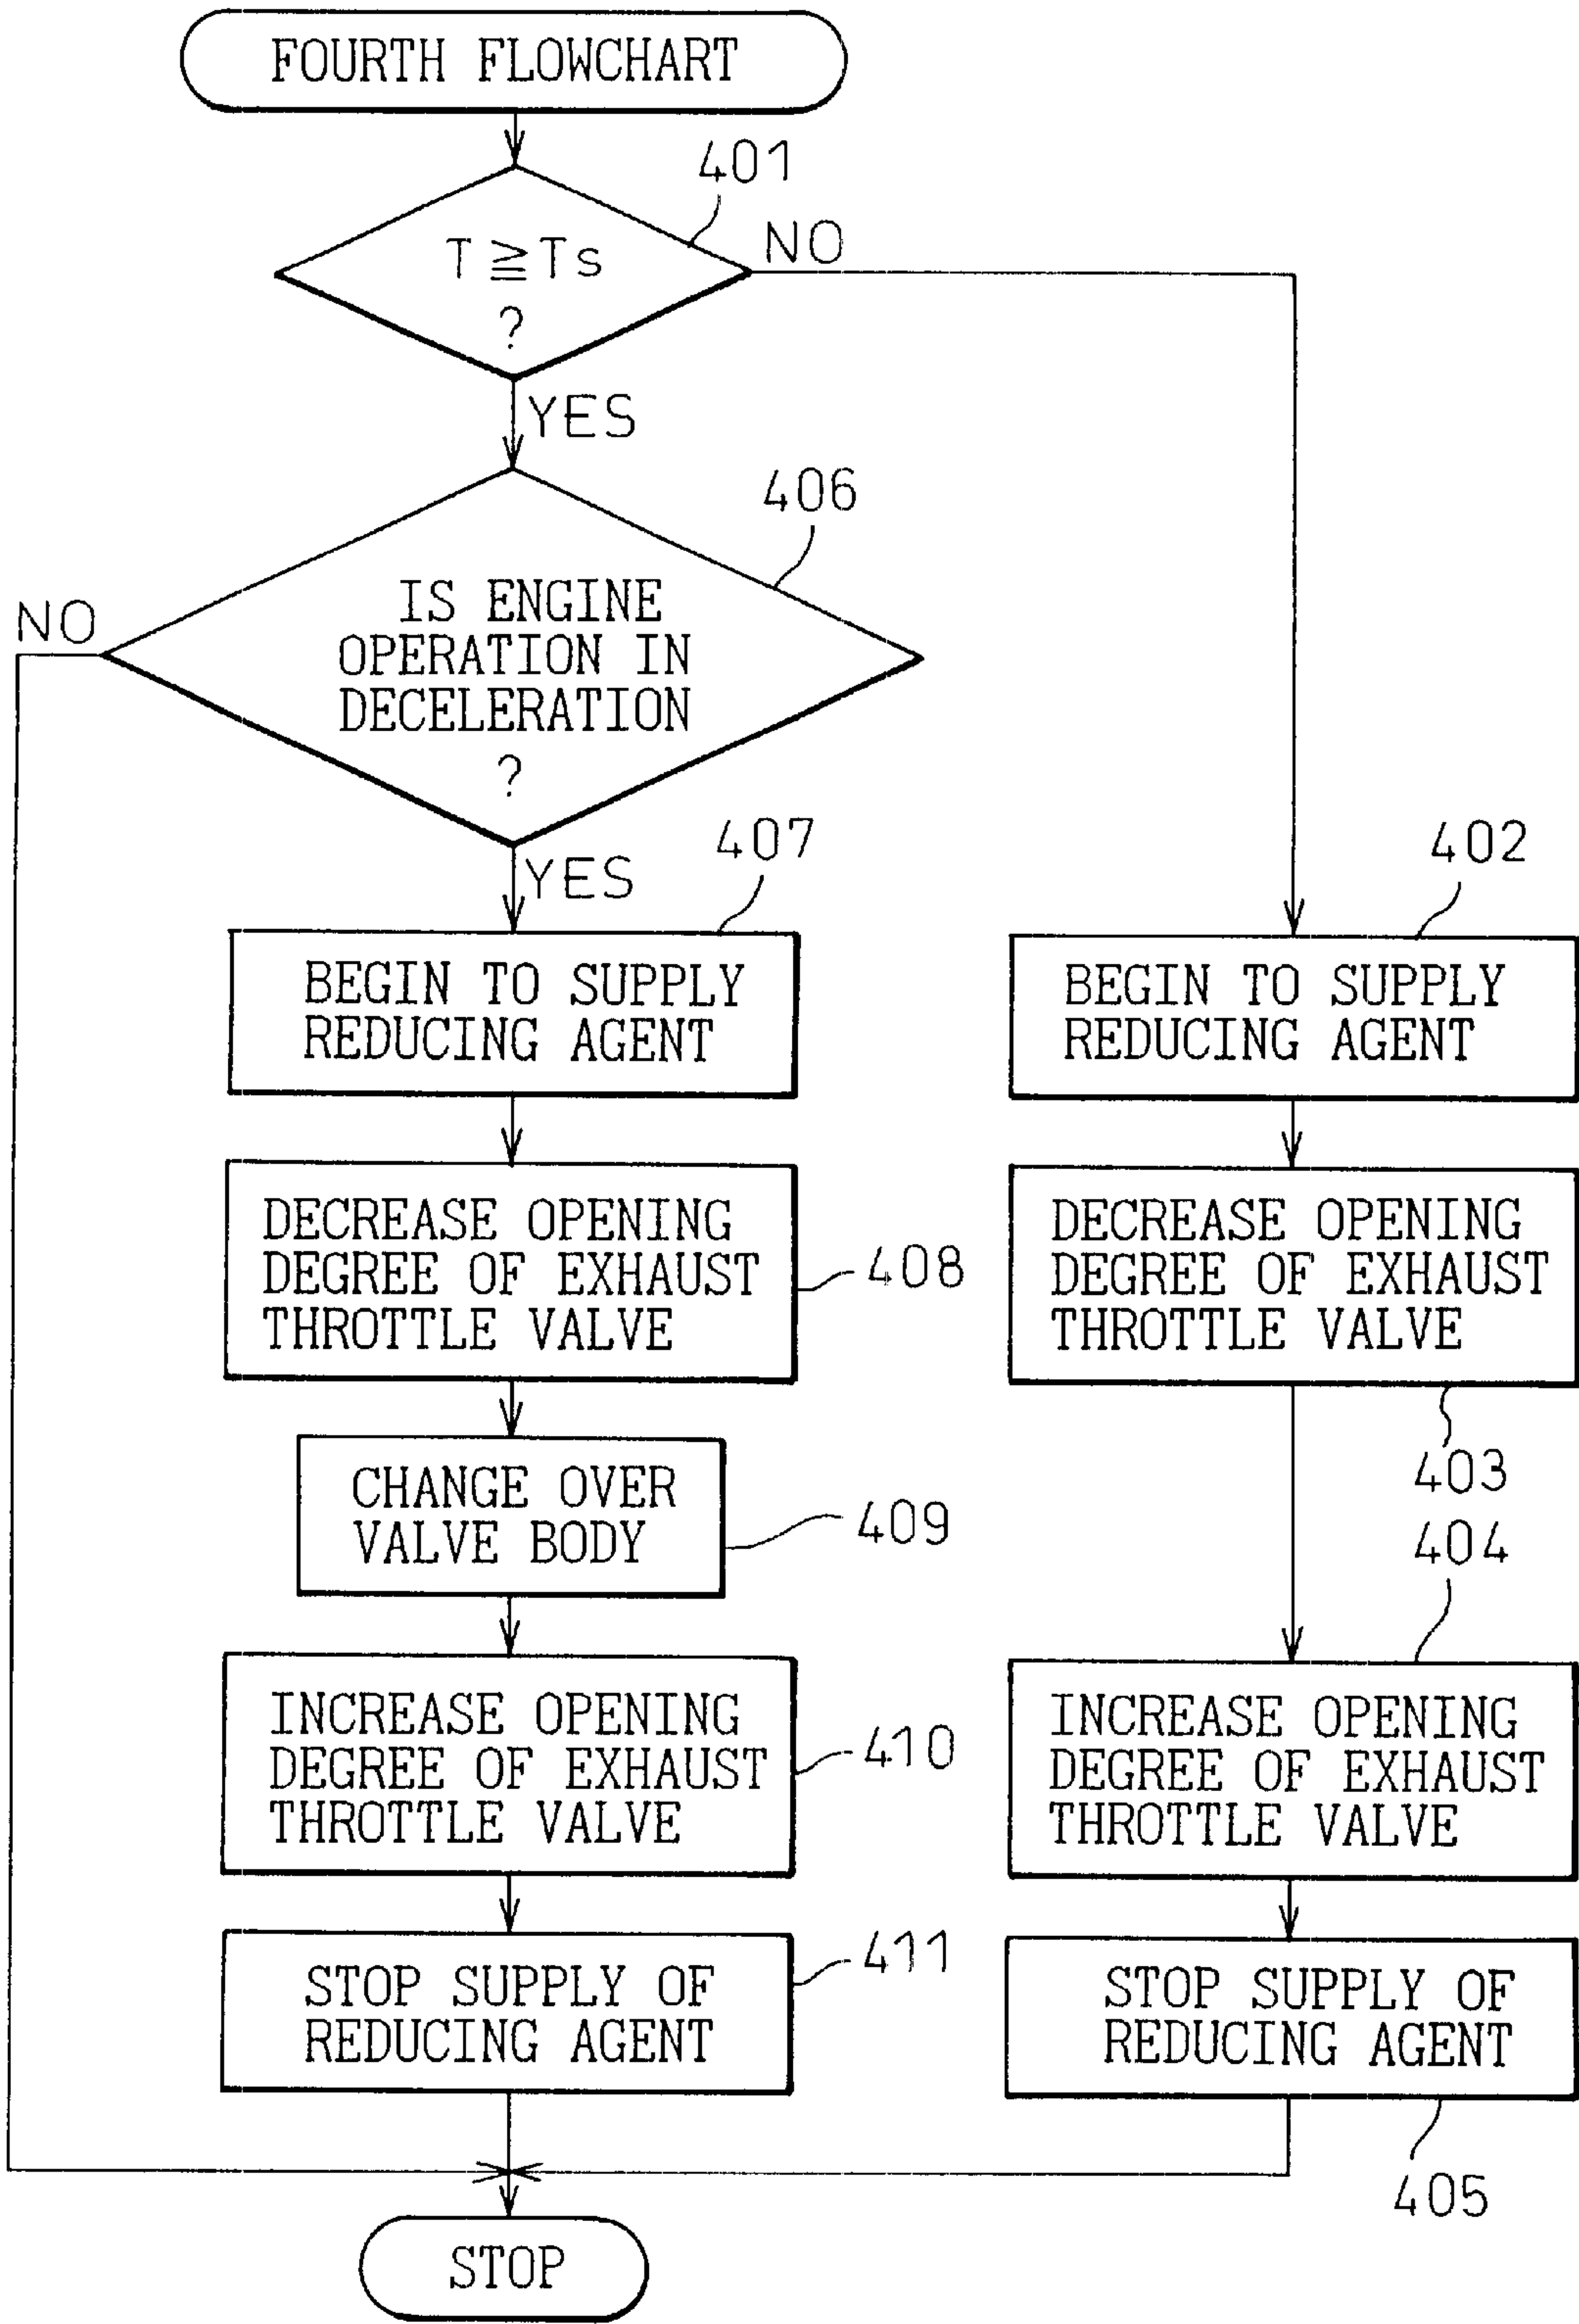 FOURTH FLOWCHART
401
T ≧ Ts
?
NO
YES
406
IS ENGINE
OPERATION IN
DECELERATION
?
NO
YES
407
BEGIN TO SUPPLY
REDUCING AGENT
DECREASE OPENING
DEGREE OF EXHAUST
THROTTLE VALVE
408
CHANGE OVER
VALVE BODY
409
INCREASE OPENING
DEGREE OF EXHAUST
THROTTLE VALVE
410
STOP SUPPLY OF
REDUCING AGENT
411
402
BEGIN TO SUPPLY
REDUCING AGENT
DECREASE OPENING
DEGREE OF EXHAUST
THROTTLE VALVE
403
404
INCREASE OPENING
DEGREE OF EXHAUST
THROTTLE VALVE
STOP SUPPLY OF
REDUCING AGENT
405
STOP